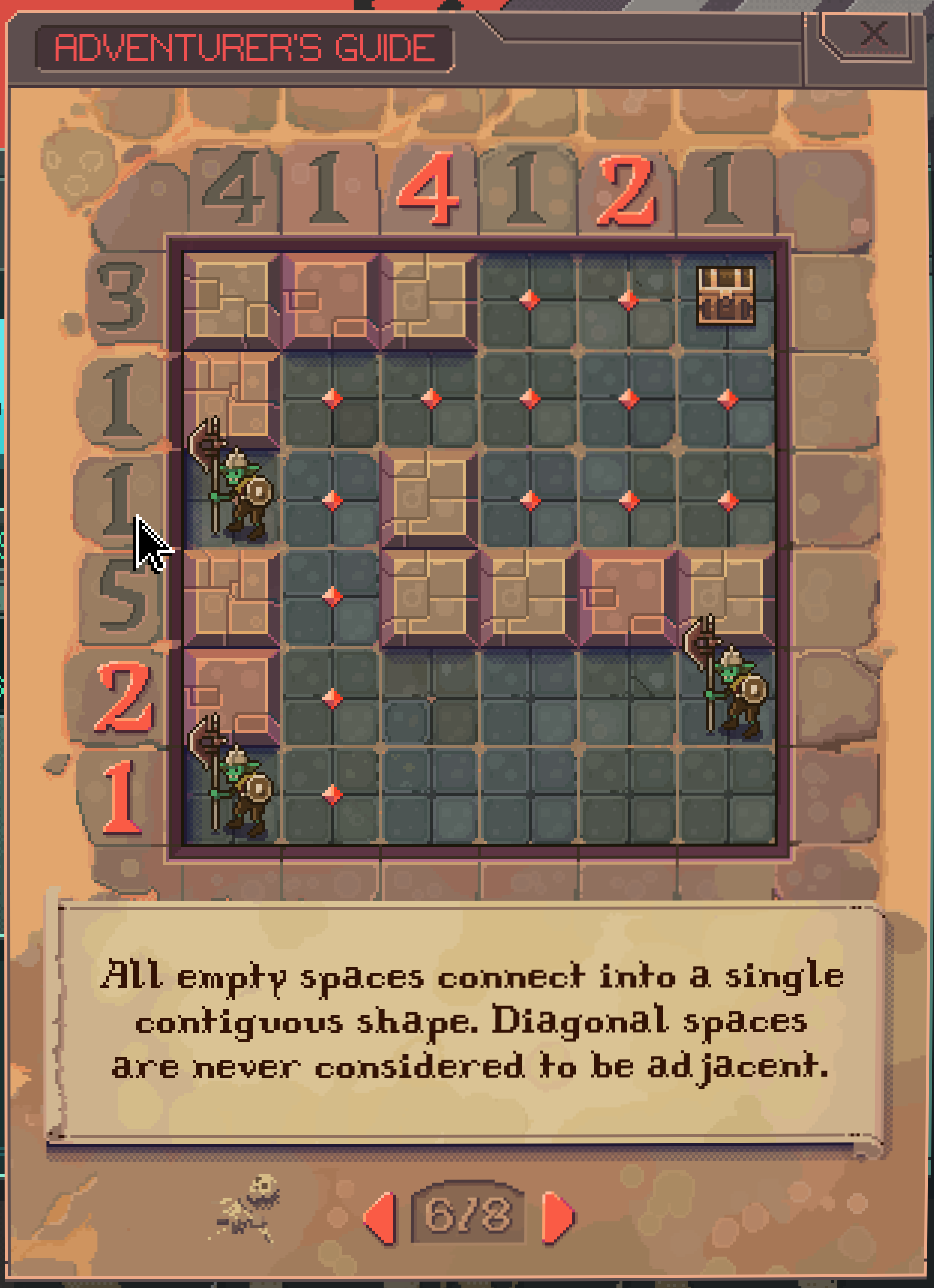 ADVENTURER'S GUIDE
X
4 1 4 1 2 1
3
1
1
5
2
1
All empty spaces connect into a single
contiguous shape. Diagonal spaces
are never considered to be adjacent.
6/8